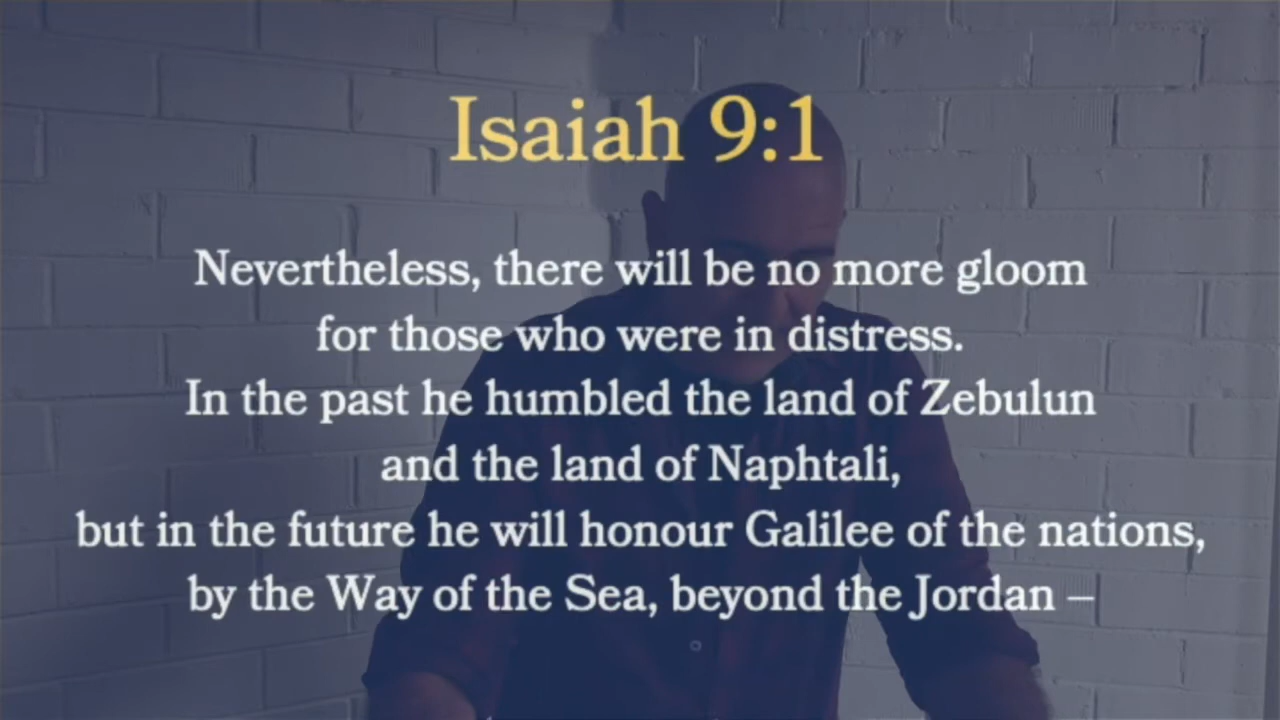 Isaiah 9:1
Nevertheless, there will be no more gloom
for those who were in distress.
In the past he humbled the land of Zebulun
and the land of Naphtali,
but in the future he will honour Galilee of the nations,
by the Way of the Sea, beyond the Jordan –